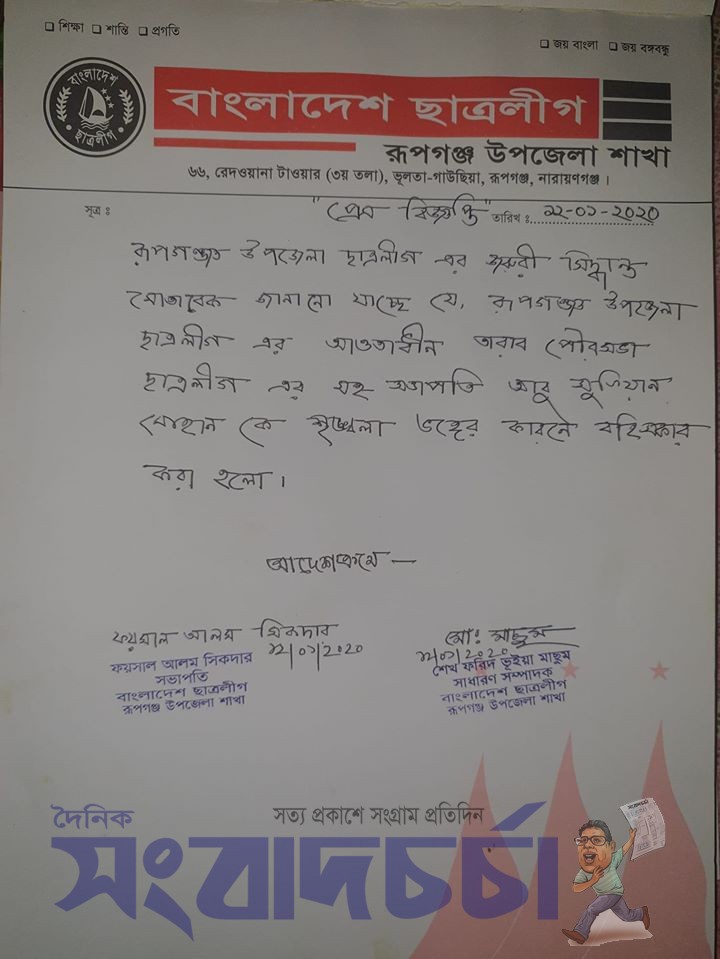 শিক্ষা শান্তি প্রগতি
জয় বাংলা জয় বঙ্গবন্ধু
বাংলাদেশ
ছাত্রলীগ
বাংলাদেশ ছাত্রলীগ
রূপগঞ্জ উপজেলা শাখা
৬৬, রেদওয়ানা টাওয়ার (৩য় তলা), ভূলতা-গাউছিয়া, রূপগঞ্জ, নারায়ণগঞ্জ।
"প্রেস বিজ্ঞপ্তি"
সূত্র ঃ তারিখ ঃ ১২-০১-২০২০
রূপগঞ্জ উপজেলা ছাত্রলীগ এর জরুরী সিদ্ধান্ত
মোতাবেক জানানো যাচ্ছে যে, রূপগঞ্জ উপজেলা
ছাত্রলীগ এর আওতাধীন তারাব পৌরসভা
ছাত্রলীগ এর সহ সভাপতি আবু সুফিয়ান
সোহান কে শৃঙ্খলা ভঙ্গের কারনে বহিস্কার
করা হলো।
আদেশক্রমে —
ফয়সাল আলম সিকদার
১২/০১/২০২০
ফয়সাল আলম সিকদার
সভাপতি
বাংলাদেশ ছাত্রলীগ
রূপগঞ্জ উপজেলা শাখা
মো: মাছুম
১২/০১/২০২০
শেখ ফরিদ ভূইয়া মাছুম
সাধারণ সম্পাদক
বাংলাদেশ ছাত্রলীগ
রূপগঞ্জ উপজেলা শাখা
দৈনিক
সত্য প্রকাশে সংগ্রাম প্রতিদিন
সংবাদচর্চা